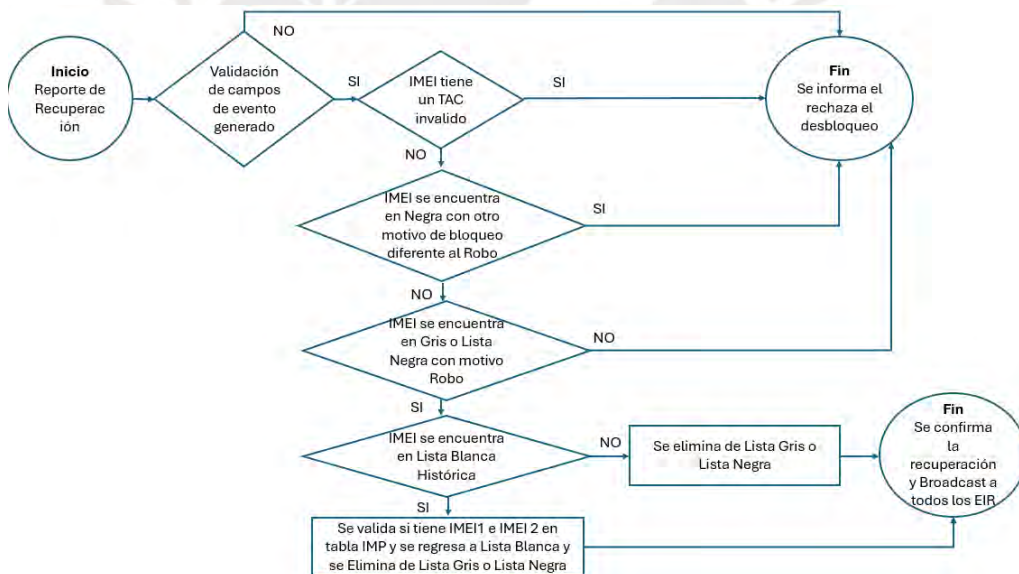 NO
Inicio
Reporte de
Recuperac
ión
Validación
de campos
de evento
generado
SI
IMEI tiene
un TAC
invalido
SI
Fin
Se informa el
rechaza el
desbloqueo
NO
IMEI se encuentra
en Negra con otro
motivo de bloqueo
diferente al Robo
SI
NO
IMEI se encuentra
en Gris o Lista
Negra con motivo
Robo
NO
SI
IMEI se encuentra
en Lista Blanca
Histórica
NO
Se elimina de Lista Gris o
Lista Negra
Fin
Se confirma
la
recuperación
y Broadcast a
todos los EIR
SI
Se valida si tiene IMEI1 e IMEI 2 en
tabla IMP y se regresa a Lista Blanca y
se Elimina de Lista Gris o Lista Negra